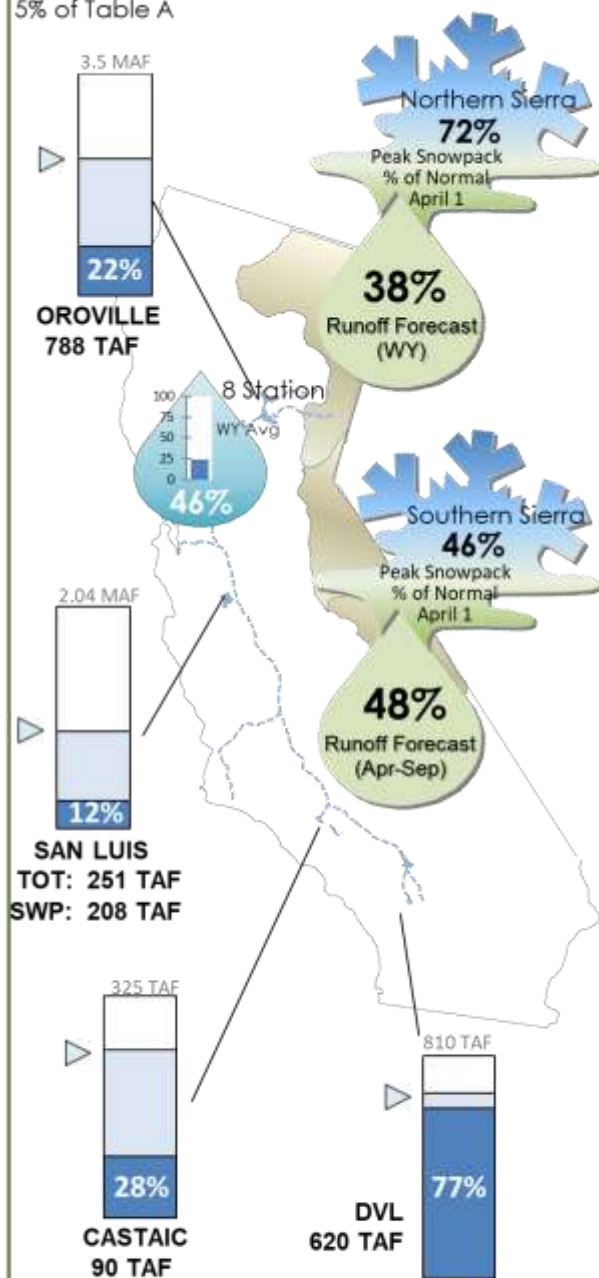 5% of Table A
3.5 MAF
22%
OROVILLE
788 TAF
Northern Sierra
72%
Peak Snowpack
% of Normal
April 1
38%
Runoff Forecast
(WY)
8 Station
WY Avg
100
75
50
25
0
46%
Southern Sierra
46%
Peak Snowpack
% of Normal
April 1
48%
Runoff Forecast
(Apr-Sep)
2.04 MAF
12%
SAN LUIS
TOT: 251 TAF
SWP: 208 TAF
325 TAF
28%
CASTAIC
90 TAF
810 TAF
77%
DVL
620 TAF